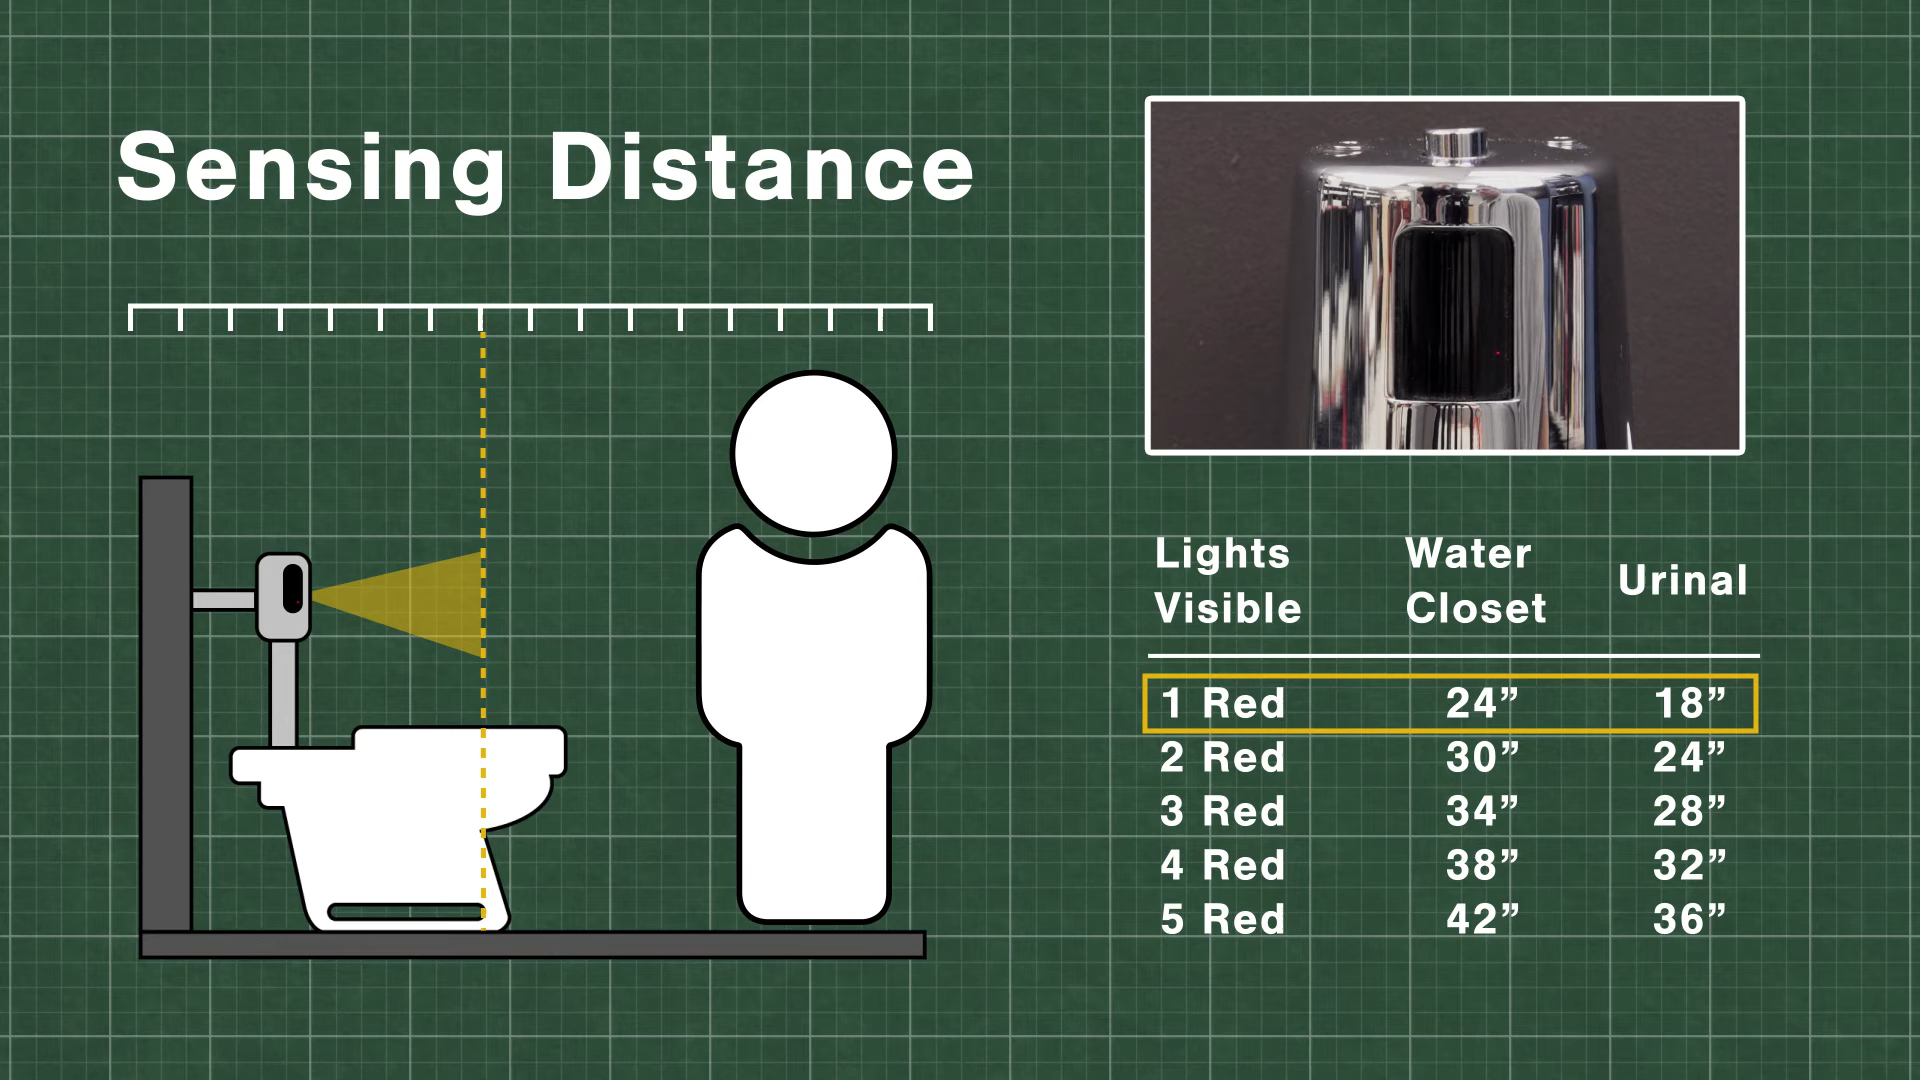 Sensing Distance
Lights Visible Water Closet Urinal
1 Red 24” 18”
2 Red 30” 24”
3 Red 34” 28”
4 Red 38” 32”
5 Red 42” 36”